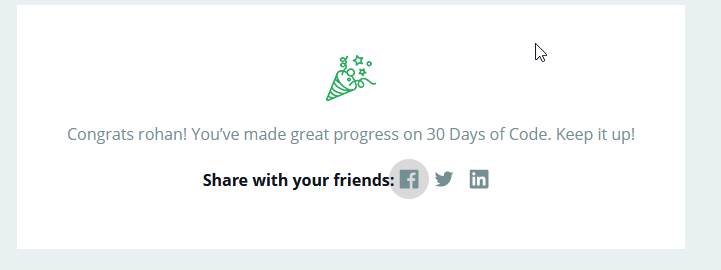 Congrats rohan! You’ve made great progress on 30 Days of Code. Keep it up!
Share with your friends: